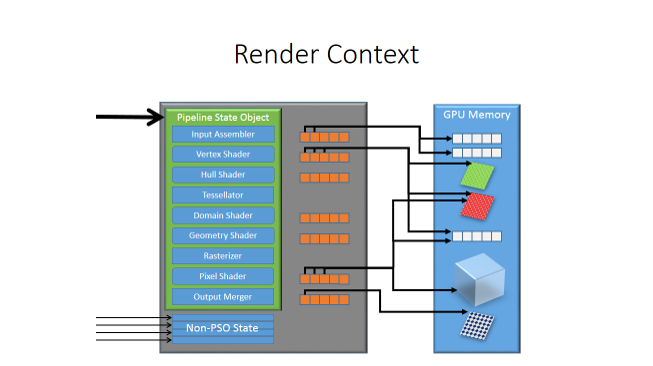 Render Context
Pipeline State Object
GPU Memory
Input Assembler
Vertex Shader
Hull Shader
Tessellator
Domain Shader
Geometry Shader
Rasterizer
Pixel Shader
Output Merger
Non-PSO State